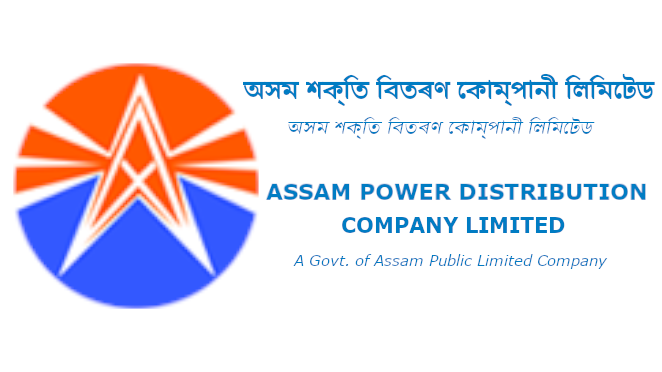 অসম শক্‌তি বিতৰণ কোম্‌পানী লিমিটেড
অসম শক্‌তি বিতৰণ কোম্‌পানী লিমিটেড
ASSAM POWER DISTRIBUTION
COMPANY LIMITED
A Govt. of Assam Public Limited Company